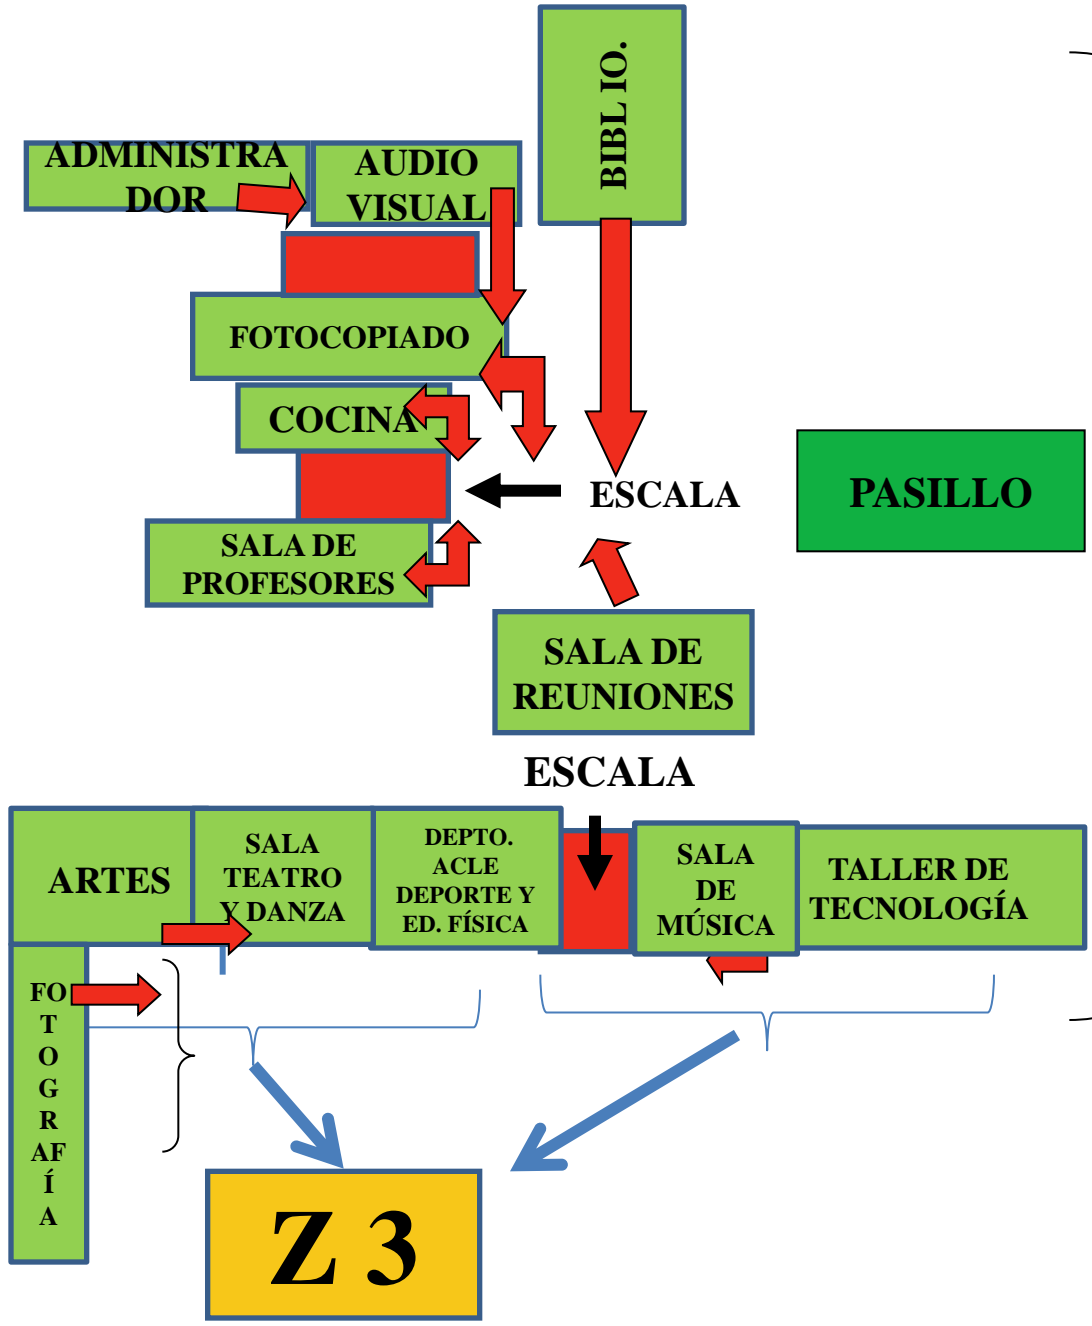 BIBL IO.
ADMINISTRA
DOR
AUDIO
VISUAL
FOTOCOPIADO
COCINA
ESCALA
PASILLO
SALA DE
PROFESORES
SALA DE
REUNIONES
ESCALA
ARTES
SALA
TEATRO
Y DANZA
DEPTO.
ACLE
DEPORTE Y
ED. FÍSICA
SALA
DE
MÚSICA
TALLER DE
TECNOLOGÍA
FO
T
O
G
R
AF
Í
A
Z 3